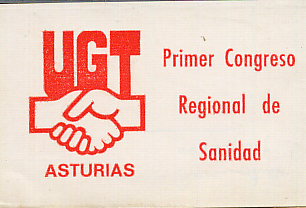 UGT
ASTURIAS
Primer Congreso
Regional de
Sanidad